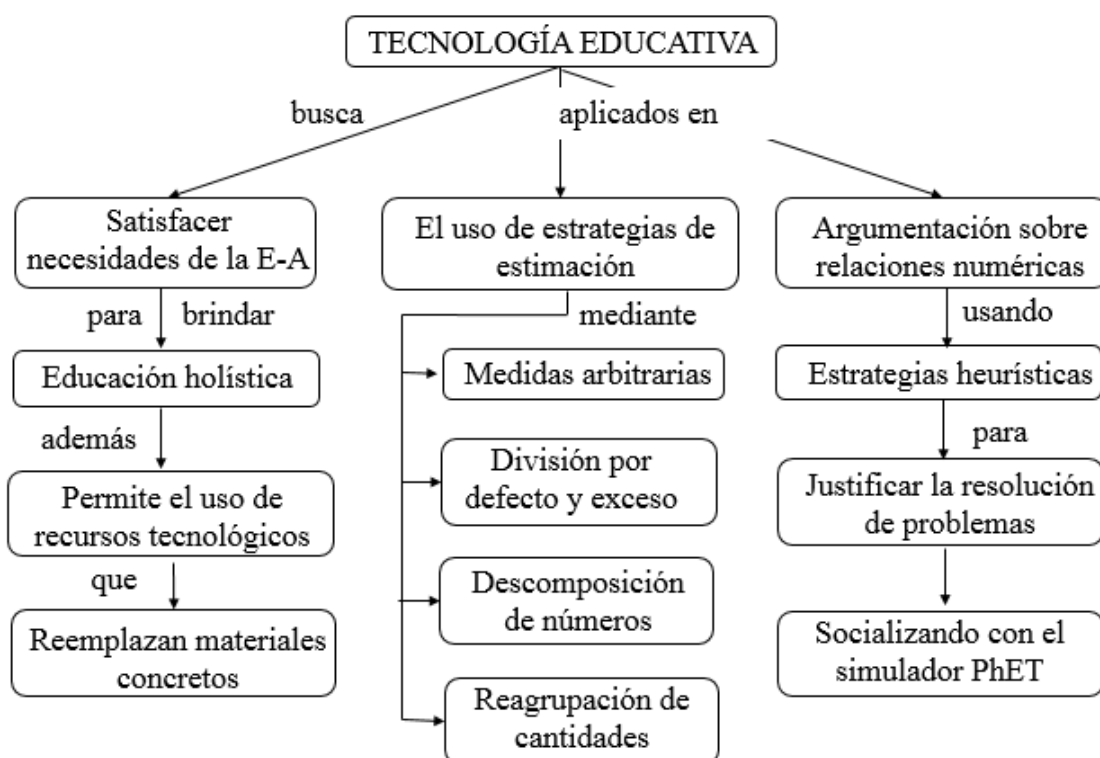 TECNOLOGÍA EDUCATIVA
busca
aplicados en
Satisfacer
necesidades de la E-A
para brindar
Educación holística
además
Permite el uso de
recursos tecnológicos
que
Reemplazan materiales
concretos
El uso de estrategias de
estimación
mediante
Medidas arbitrarias
División por
defecto y exceso
Descomposición
de números
Reagrupación de
cantidades
Argumentación sobre
relaciones numéricas
usando
Estrategias heurísticas
para
Justificar la resolución
de problemas
Socializando con el
simulador PhET